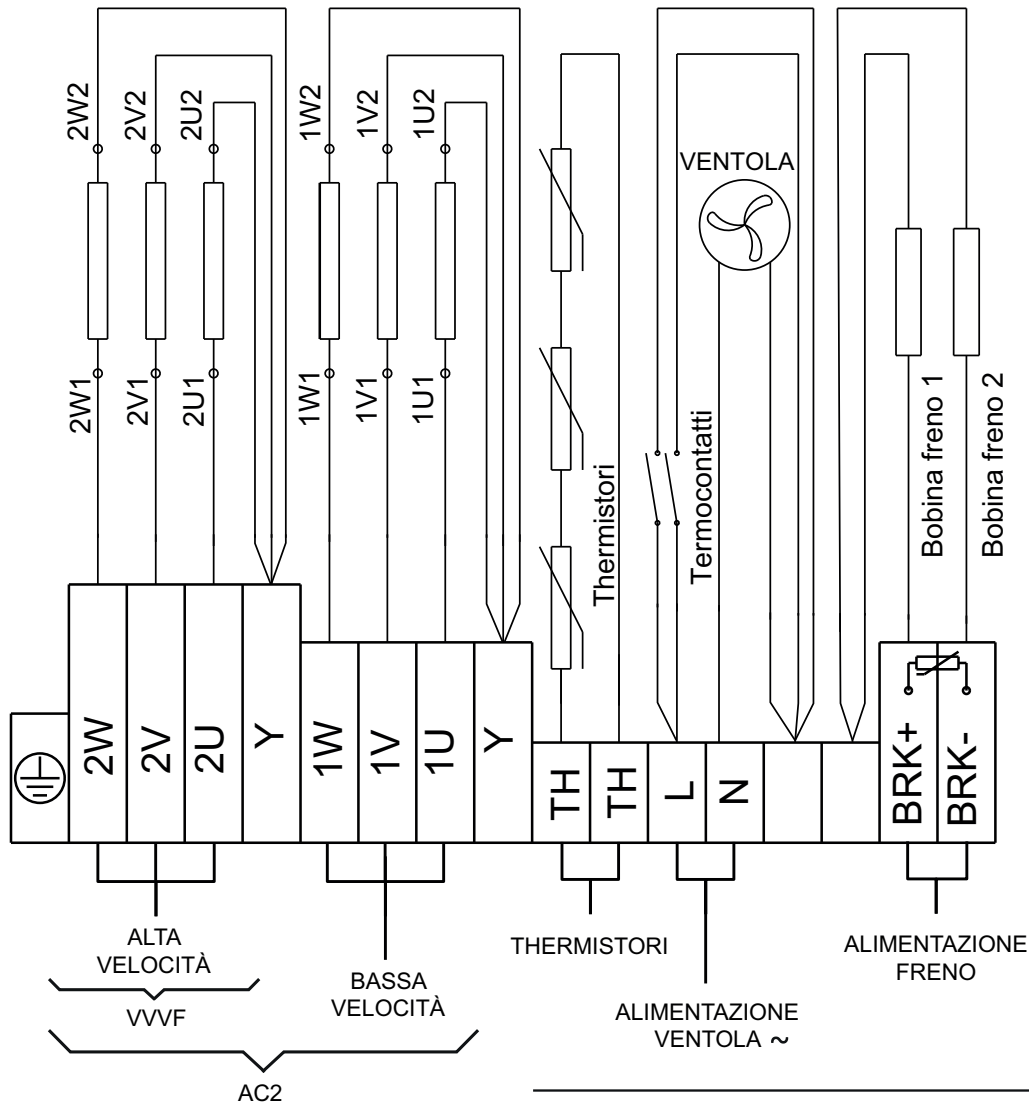 2W2
2V2
2U2
1W2
1V2
1U2
VENTOLA
2W1
2V1
2U1
1W1
1V1
1U1
Thermistori
Termocontatti
Bobina freno 1
Bobina freno 2
2W
2V
2U
Y
1W
1V
1U
Y
TH
TH
L
N
BRK+
BRK-
ALTA
VELOCITÀ
VVVF
BASSA
VELOCITÀ
AC2
THERMISTORI
ALIMENTAZIONE
VENTOLA ~
ALIMENTAZIONE
FRENO